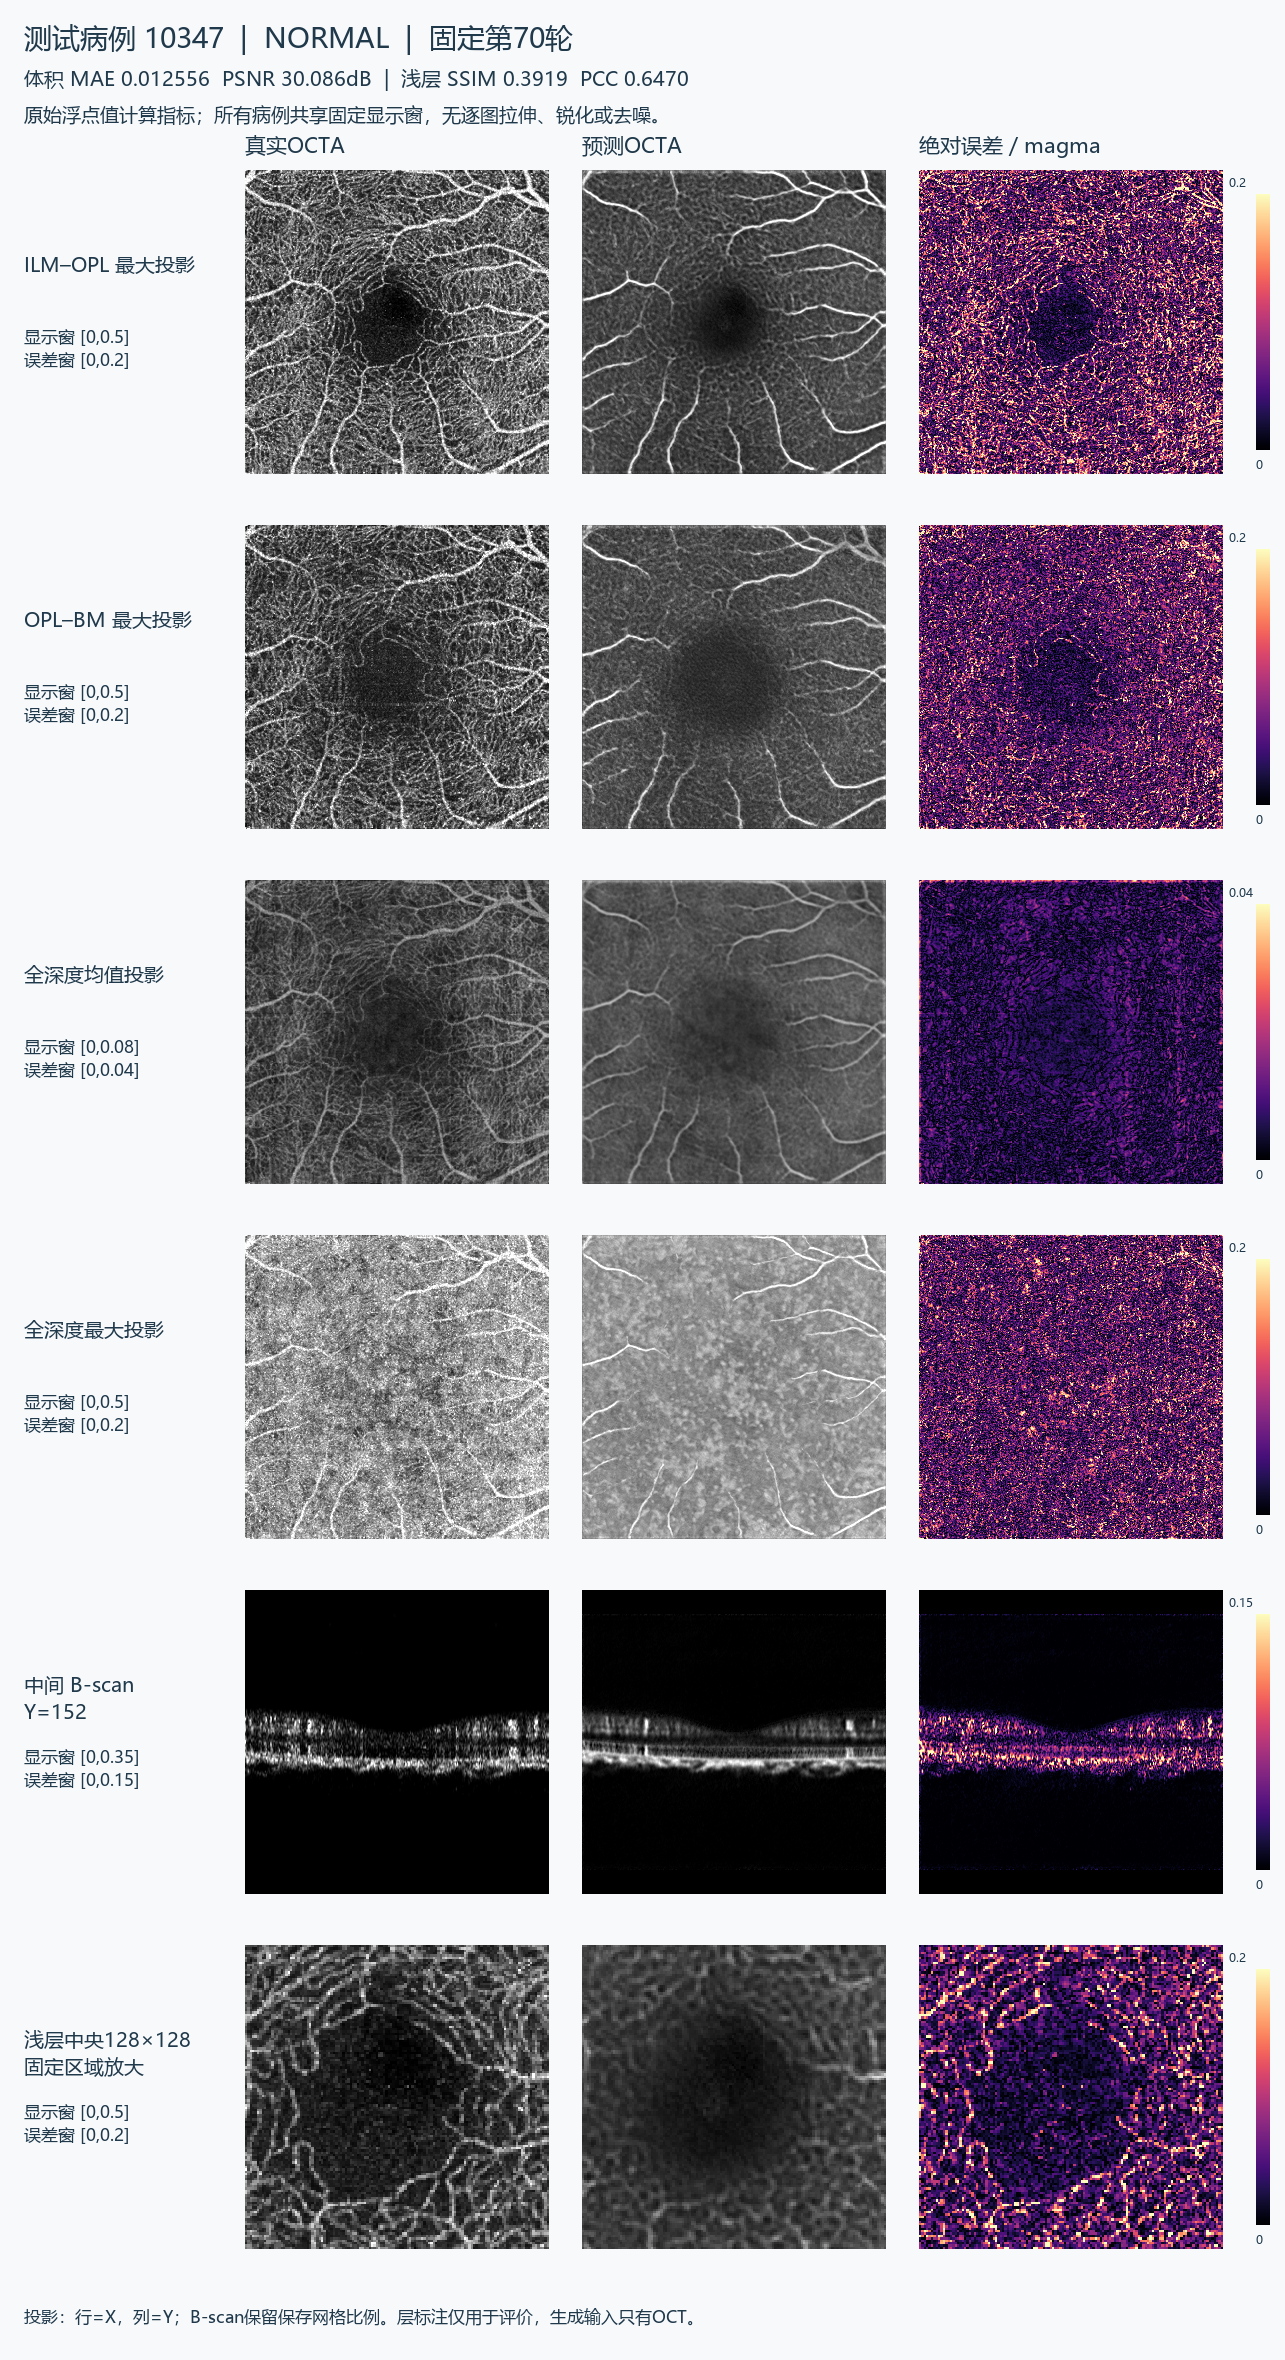 测试病例 10347 | NORMAL | 固定第70轮
体积 MAE 0.012556 PSNR 30.086dB | 浅层 SSIM 0.3919 PCC 0.6470
原始浮点值计算指标；所有病例共享固定显示窗，无逐图拉伸、锐化或去噪。
真实OCTA 预测OCTA 绝对误差 / magma
0.2
ILM–OPL 最大投影
显示窗 [0,0.5]
误差窗 [0,0.2]
0
0.2
OPL–BM 最大投影
显示窗 [0,0.5]
误差窗 [0,0.2]
0
0.04
全深度均值投影
显示窗 [0,0.08]
误差窗 [0,0.04]
0
0.2
全深度最大投影
显示窗 [0,0.5]
误差窗 [0,0.2]
0
0.15
中间 B-scan
Y=152
显示窗 [0,0.35]
误差窗 [0,0.15]
0
0.2
浅层中央128×128
固定区域放大
显示窗 [0,0.5]
误差窗 [0,0.2]
0
投影：行=X，列=Y；B-scan保留保存网格比例。层标注仅用于评价，生成输入只有OCT。